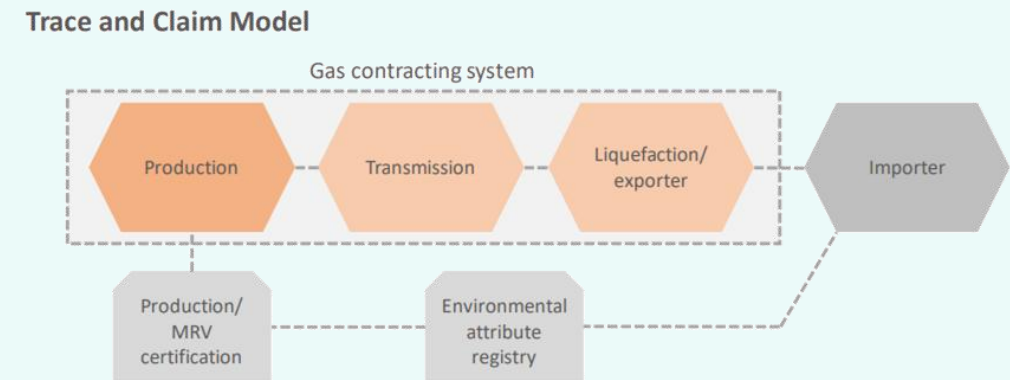 Trace and Claim Model
Gas contracting system
Production
Transmission
Liquefaction/
exporter
Importer
Production/
MRV
certification
Environmental
attribute
registry